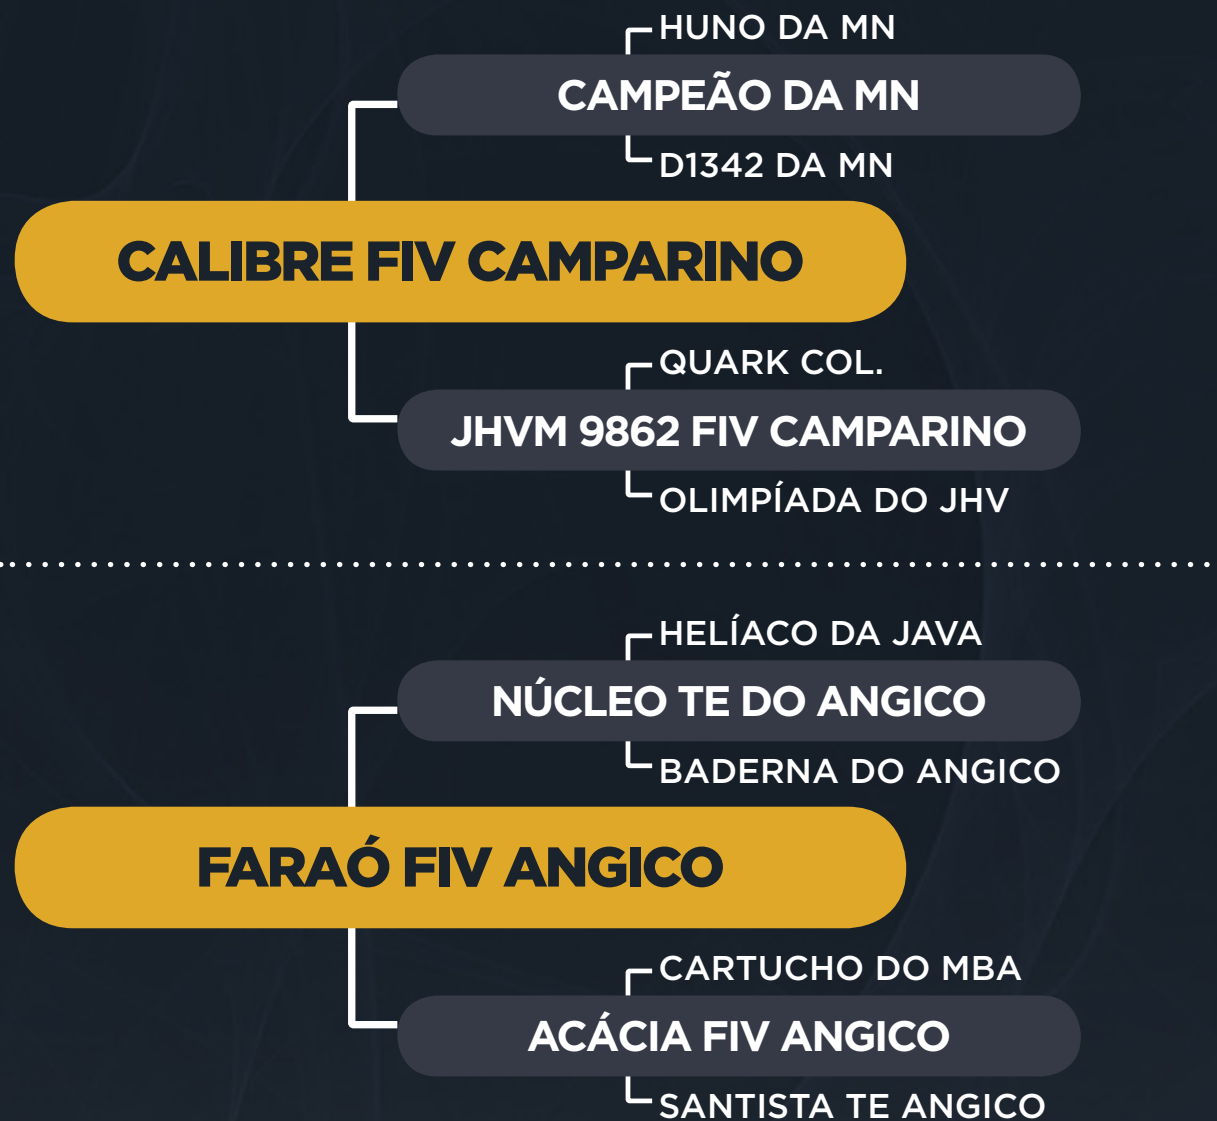 HUNO DA MN
CAMPEÃO DA MN
D1342 DA MN
CALIBRE FIV CAMPARINO
QUARK COL.
JHVM 9862 FIV CAMPARINO
OLIMPÍADA DO JHV
HELÍACO DA JAVA
NÚCLEO TE DO ANGICO
BADERNA DO ANGICO
FARAÓ FIV ANGICO
CARTUCHO DO MBA
ACÁCIA FIV ANGICO
SANTISTA TE ANGICO